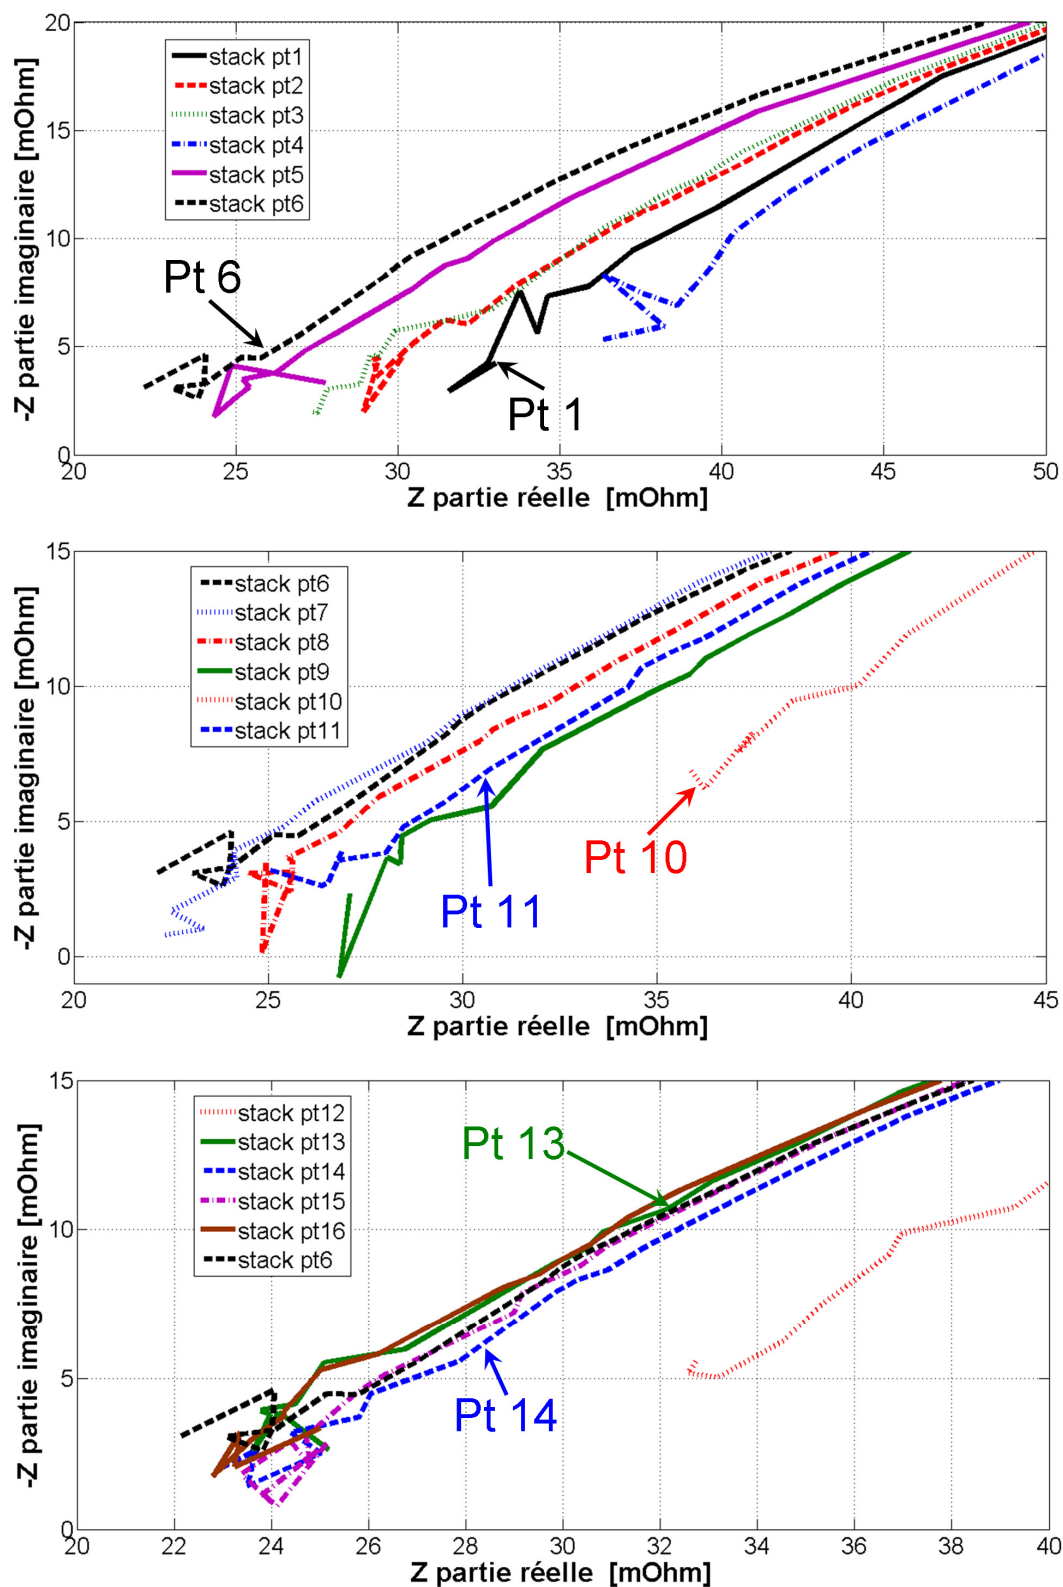 20
15
10
5
0
-Z partie imaginaire [mOhm]
stack pt1
stack pt2
stack pt3
stack pt4
stack pt5
stack pt6
Pt 6
Pt 1
20 25 30 35 40 45 50
Z partie réelle [mOhm]
15
10
5
0
-Z partie imaginaire [mOhm]
stack pt6
stack pt7
stack pt8
stack pt9
stack pt10
stack pt11
Pt 10
Pt 11
20 25 30 35 40 45
Z partie réelle [mOhm]
15
10
5
0
-Z partie imaginaire [mOhm]
stack pt12
stack pt13
stack pt14
stack pt15
stack pt16
stack pt6
Pt 13
Pt 14
20 22 24 26 28 30 32 34 36 38 40
Z partie réelle [mOhm]